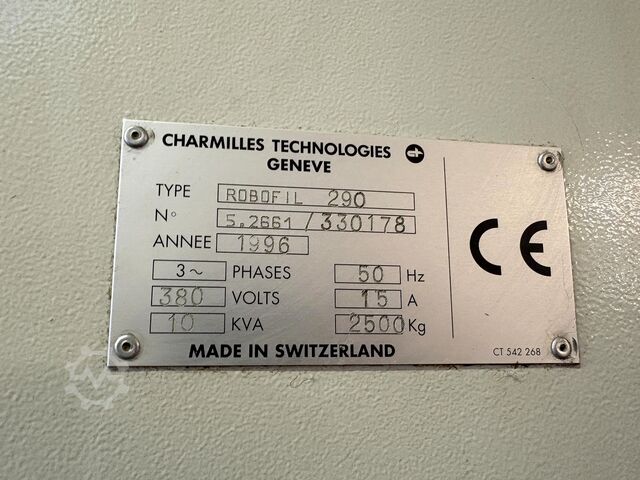 CHARMILLES TECHNOLOGIES
GENEVE
TYPE ROBOFIL 290
N° 5.2661/330178
ANNEE 1996
3~ PHASES 50 Hz
380 VOLTS 15 A
10 KVA 2500 Kg
MADE IN SWITZERLAND
CE
CT 542 268